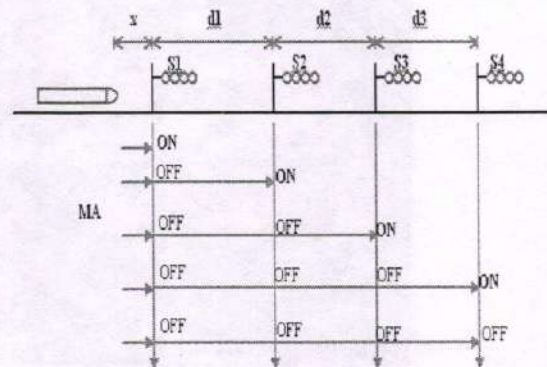 x d1 d2 d3
S1 S2 S3 S4
ON
OFF ON
MA
OFF OFF ON
OFF OFF OFF ON
OFF OFF OFF OFF